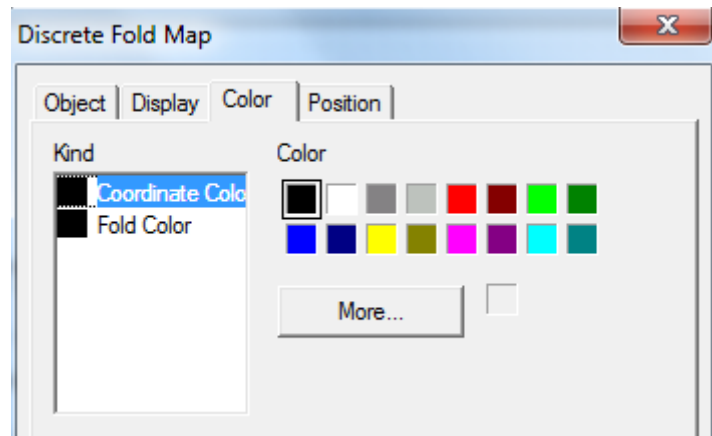 Discrete Fold Map
Object Display Color Position
Kind
Color
Coordinate Colo
Fold Color
More...